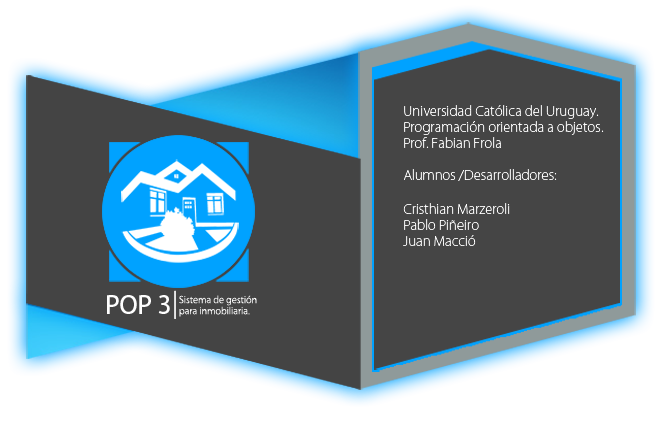 POP 3
Sistema de gestión
para inmobiliaria.
Universidad Católica del Uruguay.
Programación orientada a objetos.
Prof. Fabian Frola
Alumnos /Desarrolladores:
Cristhian Marzeroli
Pablo Piñeiro
Juan Macció